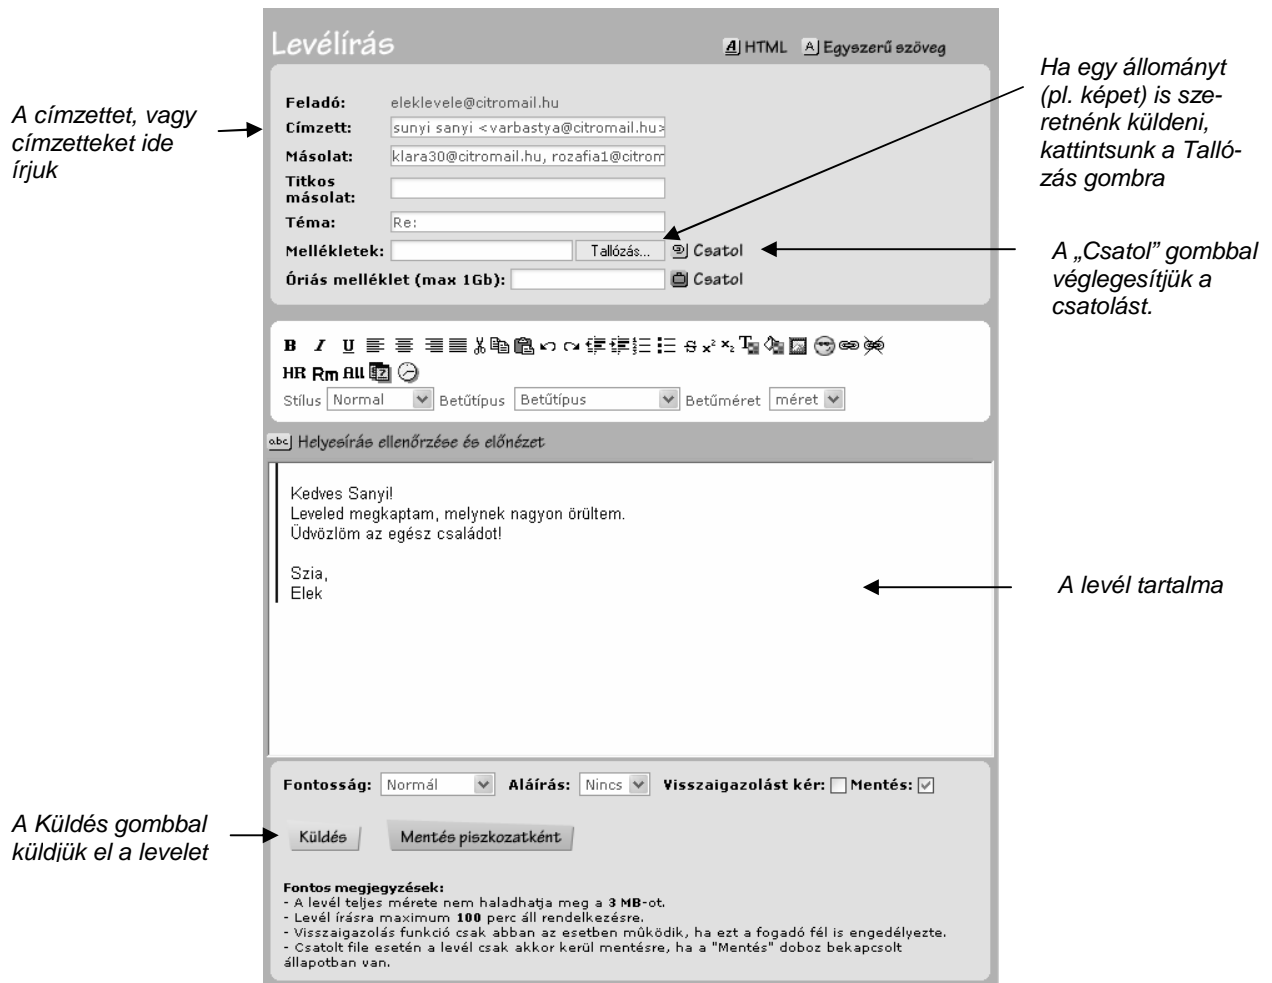 Levélírás
HTML Egyszerű szöveg
A címzettet, vagy
címzetteket ide
írjuk
Feladó: eleklevele@citromail.hu
Címzett: sunyi sanyi <varbastya@citromail.hu>
Másolat: klara30@citromail.hu, rozafia1@citrom
Titkos
másolat:
Téma: Re:
Mellékletek: Tallózás... Csatol
Óriás melléklet (max 1Gb): Csatol
Ha egy állományt
(pl. képet) is sze-
retnénk küldeni,
kattintsunk a Talló-
zás gombra
A „Csatol” gombbal
véglegesítjük a
csatolást.
B I U
HR Rm All
Stílus Normal Betűtípus Betűtípus Betűméret méret
abc Helyesírás ellenőrzése és előnézet
Kedves Sanyi!
Leveled megkaptam, melynek nagyon örültem.
Üdvözlöm az egész családot!
Szia,
Elek
A levél tartalma
Fontosság: Normál Aláírás: Nincs Visszaigazolást kér: Mentés:
A Küldés gombbal
küldjük el a levelet
Küldés Mentés piszkozatként
Fontos megjegyzések:
- A levél teljes mérete nem haladhatja meg a 3 MB-ot.
- Levél írásra maximum 100 perc áll rendelkezésre.
- Visszaigazolás funkció csak abban az esetben mûködik, ha ezt a fogadó fél is engedélyezte.
- Csatolt file esetén a levél csak akkor kerül mentésre, ha a "Mentés" doboz bekapcsolt
állapotban van.